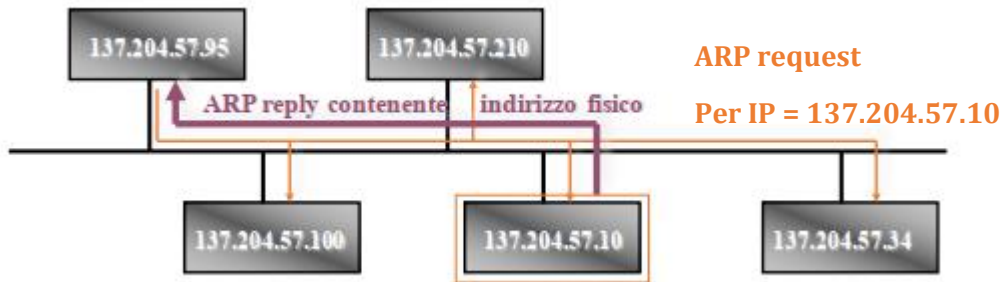 137.204.57.95
137.204.57.210
ARP request
ARP reply contenente indirizzo fisico
Per IP = 137.204.57.10
137.204.57.100
137.204.57.10
137.204.57.34